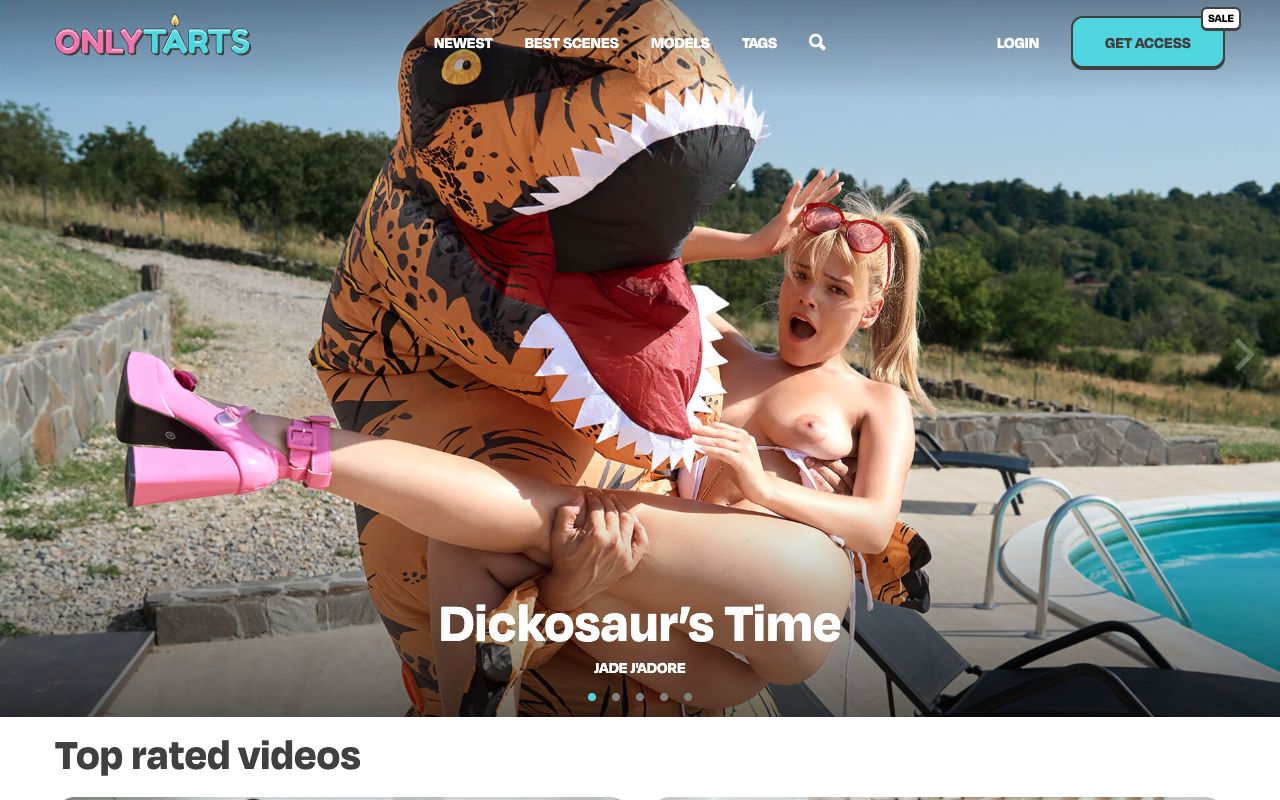 ONLYTARTS
NEWEST
BEST SCENES
MODELS
TAGS
LOGIN
GET ACCESS
SALE
Dickosaur's Time
JADE J'ADORE
Top rated videos